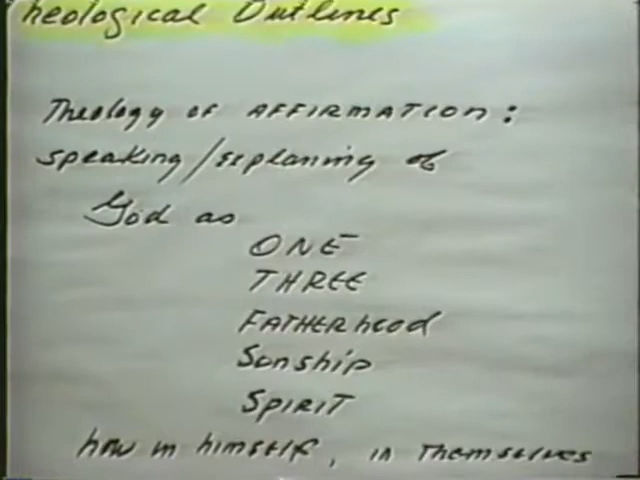 heological Outlines
Theology of AFFIRMATION:
speaking/explaning of
God as
ONE
THREE
FATHERhood
Sonship
SPIRIT
how in himself, in Themselves